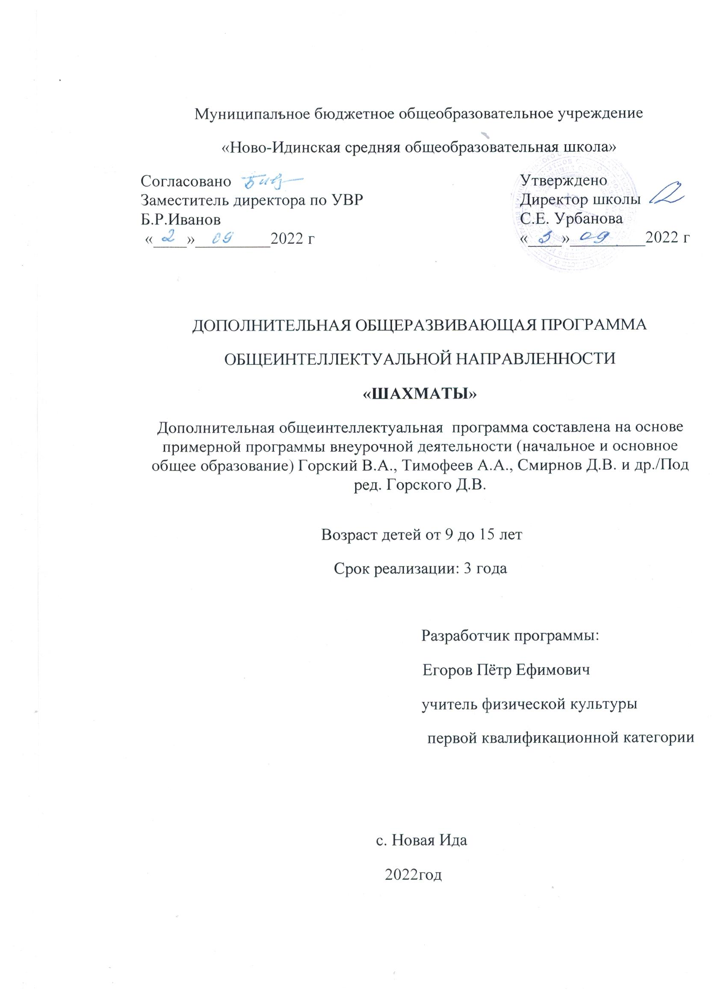 Муниципальное бюджетное общеобразовательное учреждение
«Ново-Идинская средняя общеобразовательная школа»
Согласовано
Заместитель директора по УВР
Б.Р.Иванов
«2» 09 2022 г
Утверждено
Директор школы
С.Е. Урбанова
«3» 09 2022 г
ДОПОЛНИТЕЛЬНАЯ ОБЩЕРАЗВИВАЮЩАЯ ПРОГРАММА
ОБЩЕИНТЕЛЛЕКТУАЛЬНОЙ НАПРАВЛЕННОСТИ
«ШАХМАТЫ»
Дополнительная общеинтеллектуальная программа составлена на основе
примерной программы внеурочной деятельности (начальное и основное
общее образование) Горский В.А., Тимофеев А.А., Смирнов Д.В. и др./Под
ред. Горского Д.В.
Возраст детей от 9 до 15 лет
Срок реализации: 3 года
Разработчик программы:
Егоров Пётр Ефимович
учитель физической культуры
первой квалификационной категории
с. Новая Ида
2022год